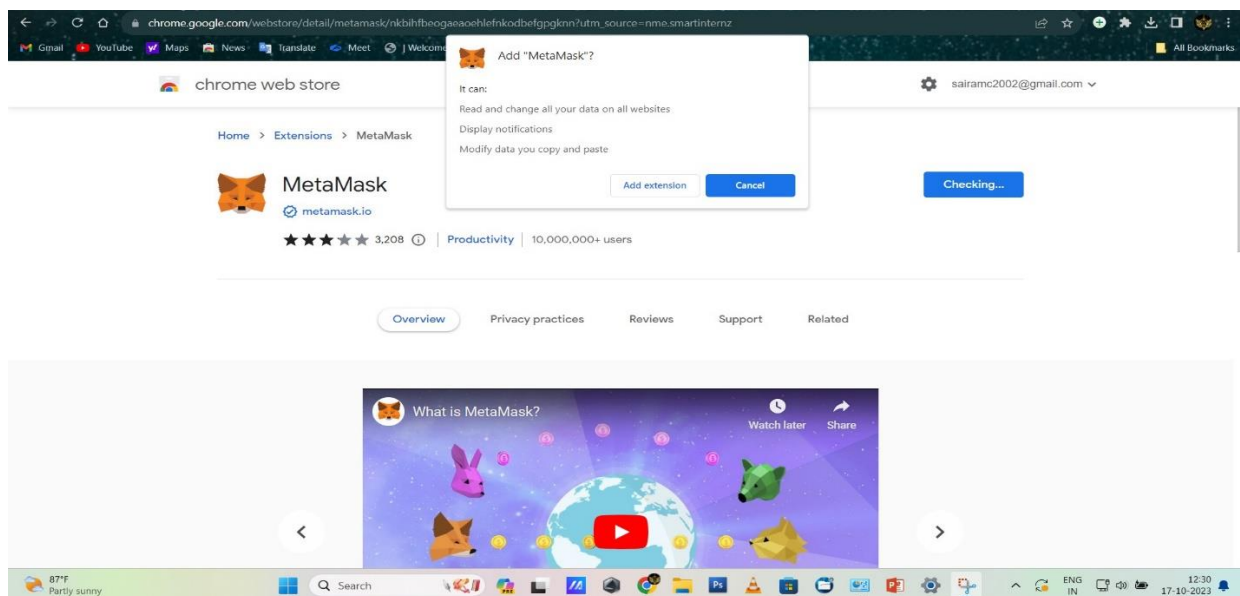 chrome.google.com/webstore/detail/metamask/nkbihfbeogaeaoehlefnkodbefgpgknn?utm_source=nme.smartinternz
Gmail YouTube Maps News Translate Meet | Welcome All Bookmarks
Add "MetaMask"?
It can:
Read and change all your data on all websites
Display notifications
Modify data you copy and paste
Add extension Cancel
chrome web store sairamc2002@gmail.com
Home > Extensions > MetaMask
MetaMask Checking...
metamask.io
3,208 | Productivity | 10,000,000+ users
Overview Privacy practices Reviews Support Related
What is MetaMask? Watch later Share
87°F
Partly sunny
Search
PRE
Ps
ENG
IN
12:30
17-10-2023